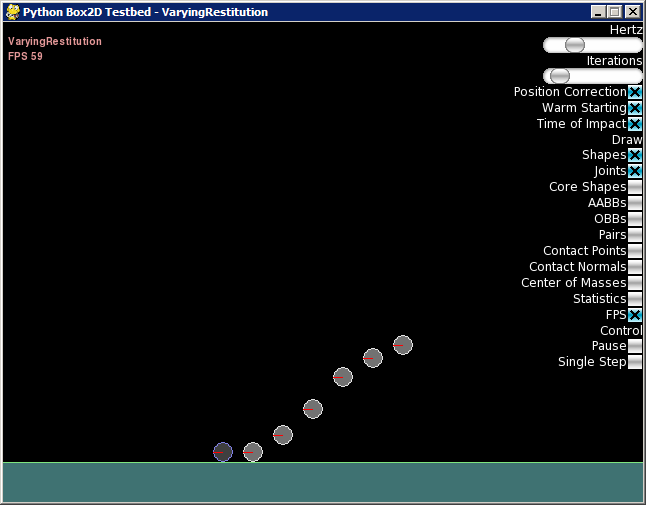 Python Box2D Testbed - VaryingRestitution
VaryingRestitution
FPS 59
Hertz
Iterations
Position Correction
Warm Starting
Time of Impact
Draw
Shapes
Joints
Core Shapes
AABBs
OBBs
Pairs
Contact Points
Contact Normals
Center of Masses
Statistics
FPS
Control
Pause
Single Step